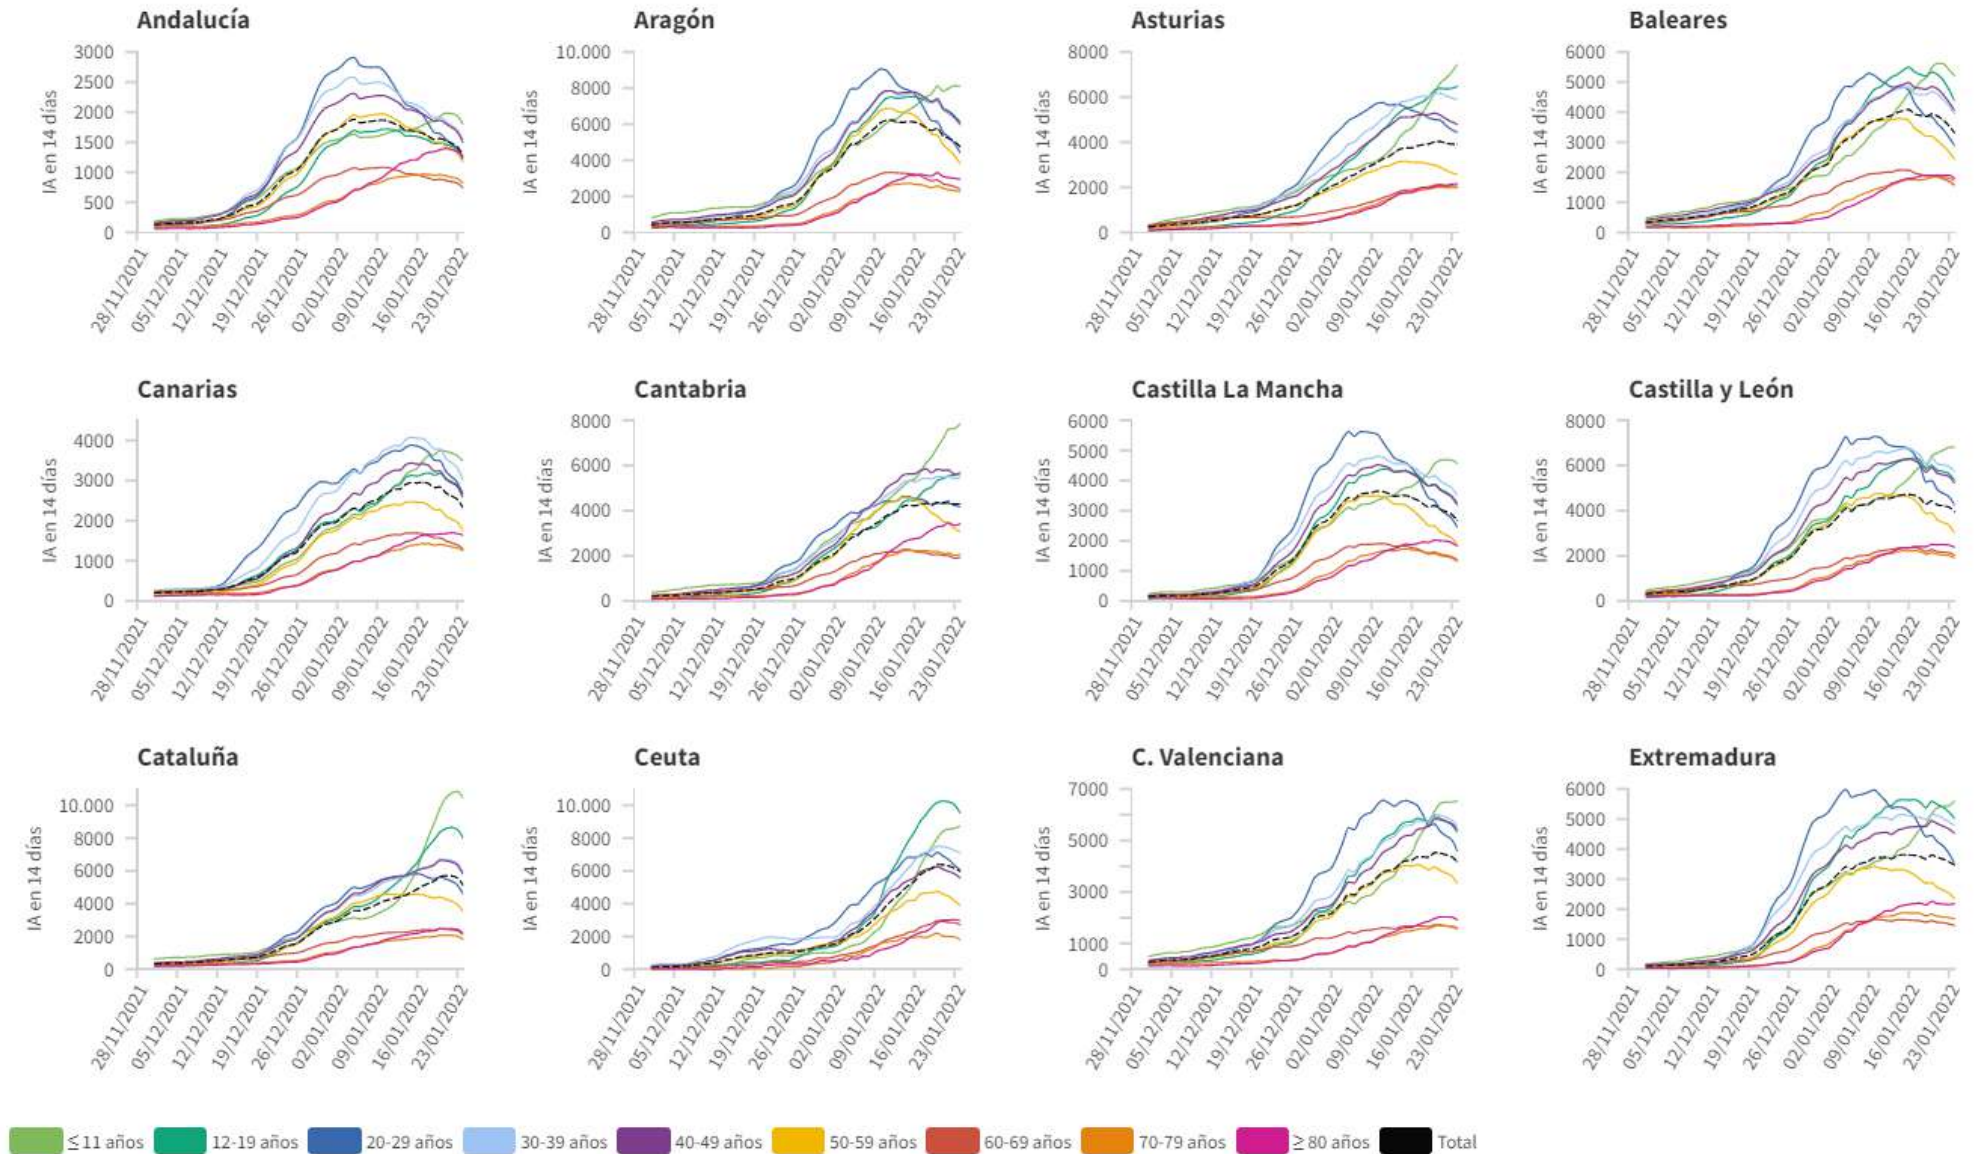 Andalucía Aragón Asturias Baleares
IA en 14 días
3000
2500
2000
1500
1000
500
0
28/11/2021 05/12/2021 12/12/2021 19/12/2021 26/12/2021 02/01/2022 09/01/2022 16/01/2022 23/01/2022
IA en 14 días
10.000
8000
6000
4000
2000
0
28/11/2021 05/12/2021 12/12/2021 19/12/2021 26/12/2021 02/01/2022 09/01/2022 16/01/2022 23/01/2022
IA en 14 días
8000
6000
4000
2000
0
28/11/2021 05/12/2021 12/12/2021 19/12/2021 26/12/2021 02/01/2022 09/01/2022 16/01/2022 23/01/2022
IA en 14 días
6000
5000
4000
3000
2000
1000
0
28/11/2021 05/12/2021 12/12/2021 19/12/2021 26/12/2021 02/01/2022 09/01/2022 16/01/2022 23/01/2022
Canarias Cantabria Castilla La Mancha Castilla y León
IA en 14 días
4000
3000
2000
1000
0
28/11/2021 05/12/2021 12/12/2021 19/12/2021 26/12/2021 02/01/2022 09/01/2022 16/01/2022 23/01/2022
IA en 14 días
8000
6000
4000
2000
0
28/11/2021 05/12/2021 12/12/2021 19/12/2021 26/12/2021 02/01/2022 09/01/2022 16/01/2022 23/01/2022
IA en 14 días
6000
5000
4000
3000
2000
1000
0
28/11/2021 05/12/2021 12/12/2021 19/12/2021 26/12/2021 02/01/2022 09/01/2022 16/01/2022 23/01/2022
IA en 14 días
8000
6000
4000
2000
0
28/11/2021 05/12/2021 12/12/2021 19/12/2021 26/12/2021 02/01/2022 09/01/2022 16/01/2022 23/01/2022
Cataluña Ceuta C. Valenciana Extremadura
IA en 14 días
10.000
8000
6000
4000
2000
0
28/11/2021 05/12/2021 12/12/2021 19/12/2021 26/12/2021 02/01/2022 09/01/2022 16/01/2022 23/01/2022
IA en 14 días
10.000
8000
6000
4000
2000
0
28/11/2021 05/12/2021 12/12/2021 19/12/2021 26/12/2021 02/01/2022 09/01/2022 16/01/2022 23/01/2022
IA en 14 días
7000
5000
3000
1000
0
28/11/2021 05/12/2021 12/12/2021 19/12/2021 26/12/2021 02/01/2022 09/01/2022 16/01/2022 23/01/2022
IA en 14 días
6000
5000
4000
3000
2000
1000
0
28/11/2021 05/12/2021 12/12/2021 19/12/2021 26/12/2021 02/01/2022 09/01/2022 16/01/2022 23/01/2022
≤ 11 años 12-19 años 20-29 años 30-39 años 40-49 años 50-59 años 60-69 años 70-79 años ≥ 80 años Total